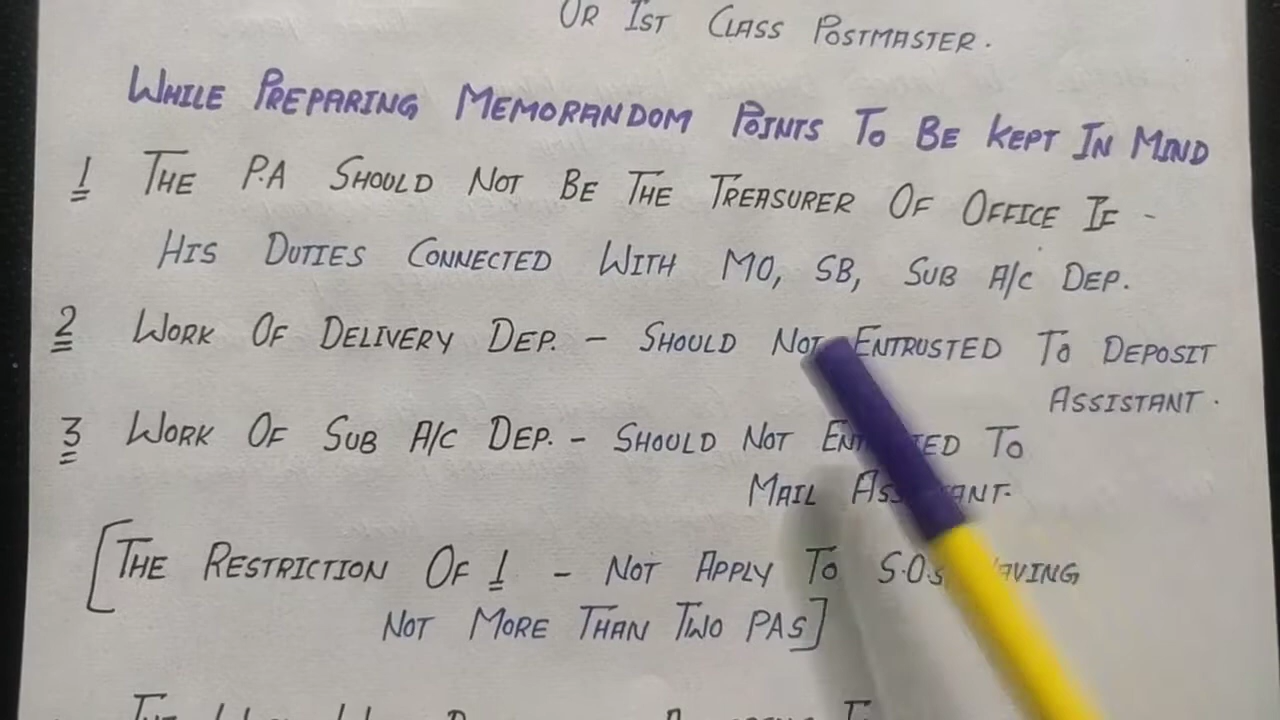 OR IST CLASS POSTMASTER.
WHILE PREPARING MEMORANDOM POINTS TO BE KEPT IN MIND
1 THE P.A SHOULD NOT BE THE TREASURER OF OFFICE IF -
HIS DUTIES CONNECTED WITH MO, SB, SUB A/C DEP.
2 WORK OF DELIVERY DEP. - SHOULD NOT ENTRUSTED TO DEPOSIT
ASSISTANT.
3 WORK OF SUB A/C DEP. - SHOULD NOT ENTRUSTED TO
MAIL ASSISTANT.
[THE RESTRICTION OF 1 - NOT APPLY TO S.O.s HAVING
NOT MORE THAN TWO PAS]